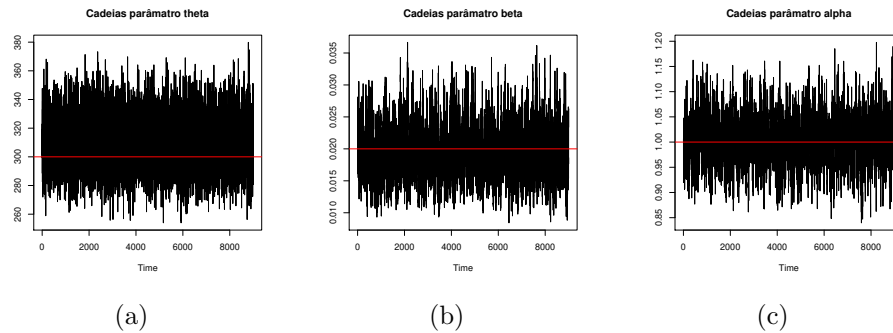 Cadeias parâmatro theta
380
360
340
320
300
280
260
0 2000 4000 6000 8000
Time
(a)
Cadeias parâmatro beta
0.035
0.030
0.025
0.020
0.015
0.010
0 2000 4000 6000 8000
Time
(b)
Cadeias parâmatro alpha
1.20
1.15
1.10
1.05
1.00
0.95
0.90
0.85
0 2000 4000 6000 8000
Time
(c)